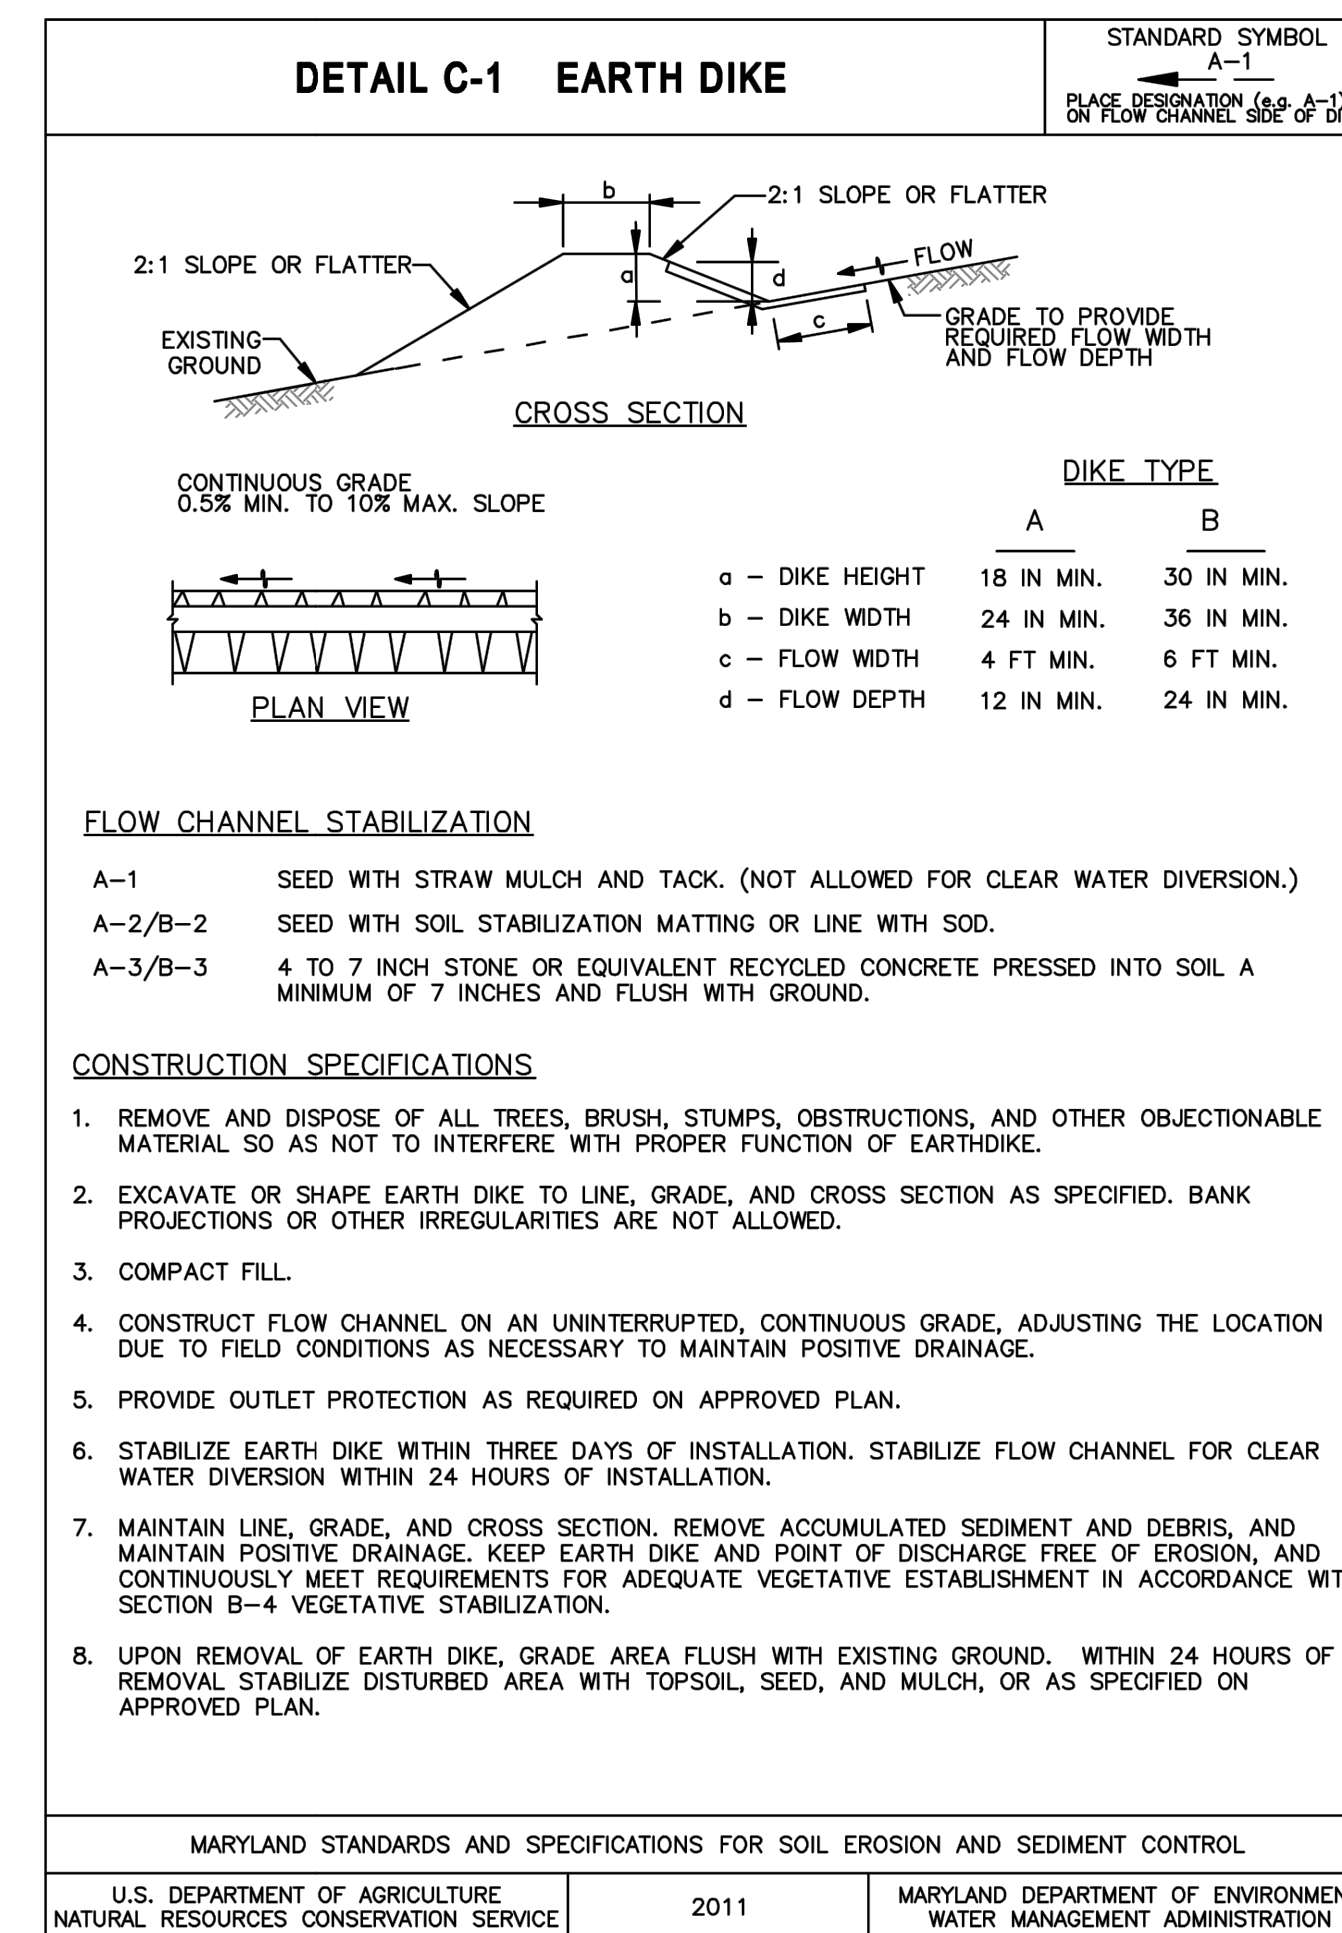 DETAIL C-1 EARTH DIKE
STANDARD SYMBOL
A-1
PLACE DESIGNATION (e.g. A-1)
ON FLOW CHANNEL SIDE OF
b
2:1 SLOPE OR FLATTER
2:1 SLOPE OR FLATTER
FLOW
a
d
c
EXISTING
GROUND
GRADE TO PROVIDE
REQUIRED FLOW WIDTH
AND FLOW DEPTH
CROSS SECTION
CONTINUOUS GRADE
0.5% MIN. TO 10% MAX. SLOPE
PLAN VIEW
DIKE TYPE
A B
a - DIKE HEIGHT 18 IN MIN. 30 IN MIN.
b - DIKE WIDTH 24 IN MIN. 36 IN MIN.
c - FLOW WIDTH 4 FT MIN. 6 FT MIN.
d - FLOW DEPTH 12 IN MIN. 24 IN MIN.
FLOW CHANNEL STABILIZATION
A-1 SEED WITH STRAW MULCH AND TACK. (NOT ALLOWED FOR CLEAR WATER DIVERSION.)
A-2/B-2 SEED WITH SOIL STABILIZATION MATTING OR LINE WITH SOD.
A-3/B-3 4 TO 7 INCH STONE OR EQUIVALENT RECYCLED CONCRETE PRESSED INTO SOIL A
MINIMUM OF 7 INCHES AND FLUSH WITH GROUND.
CONSTRUCTION SPECIFICATIONS
1. REMOVE AND DISPOSE OF ALL TREES, BRUSH, STUMPS, OBSTRUCTIONS, AND OTHER OBJECTIONABLE
MATERIAL SO AS NOT TO INTERFERE WITH PROPER FUNCTION OF EARTHDIKE.
2. EXCAVATE OR SHAPE EARTH DIKE TO LINE, GRADE, AND CROSS SECTION AS SPECIFIED. BANK
PROJECTIONS OR OTHER IRREGULARITIES ARE NOT ALLOWED.
3. COMPACT FILL.
4. CONSTRUCT FLOW CHANNEL ON AN UNINTERRUPTED, CONTINUOUS GRADE, ADJUSTING THE LOCATION
DUE TO FIELD CONDITIONS AS NECESSARY TO MAINTAIN POSITIVE DRAINAGE.
5. PROVIDE OUTLET PROTECTION AS REQUIRED ON APPROVED PLAN.
6. STABILIZE EARTH DIKE WITHIN THREE DAYS OF INSTALLATION. STABILIZE FLOW CHANNEL FOR CLEAR
WATER DIVERSION WITHIN 24 HOURS OF INSTALLATION.
7. MAINTAIN LINE, GRADE, AND CROSS SECTION. REMOVE ACCUMULATED SEDIMENT AND DEBRIS, AND
MAINTAIN POSITIVE DRAINAGE. KEEP EARTH DIKE AND POINT OF DISCHARGE FREE OF EROSION, AND
CONTINUOUSLY MEET REQUIREMENTS FOR ADEQUATE VEGETATIVE ESTABLISHMENT IN ACCORDANCE
SECTION B-4 VEGETATIVE STABILIZATION.
8. UPON REMOVAL OF EARTH DIKE, GRADE AREA FLUSH WITH EXISTING GROUND. WITHIN 24 HOURS OF
REMOVAL STABILIZE DISTURBED AREA WITH TOPSOIL, SEED, AND MULCH, OR AS SPECIFIED ON
APPROVED PLAN.
MARYLAND STANDARDS AND SPECIFICATIONS FOR SOIL EROSION AND SEDIMENT CONTROL
U.S. DEPARTMENT OF AGRICULTURE
NATURAL RESOURCES CONSERVATION SERVICE
2011
MARYLAND DEPARTMENT OF
WATER MANAGEMENT ADMINISTRATION